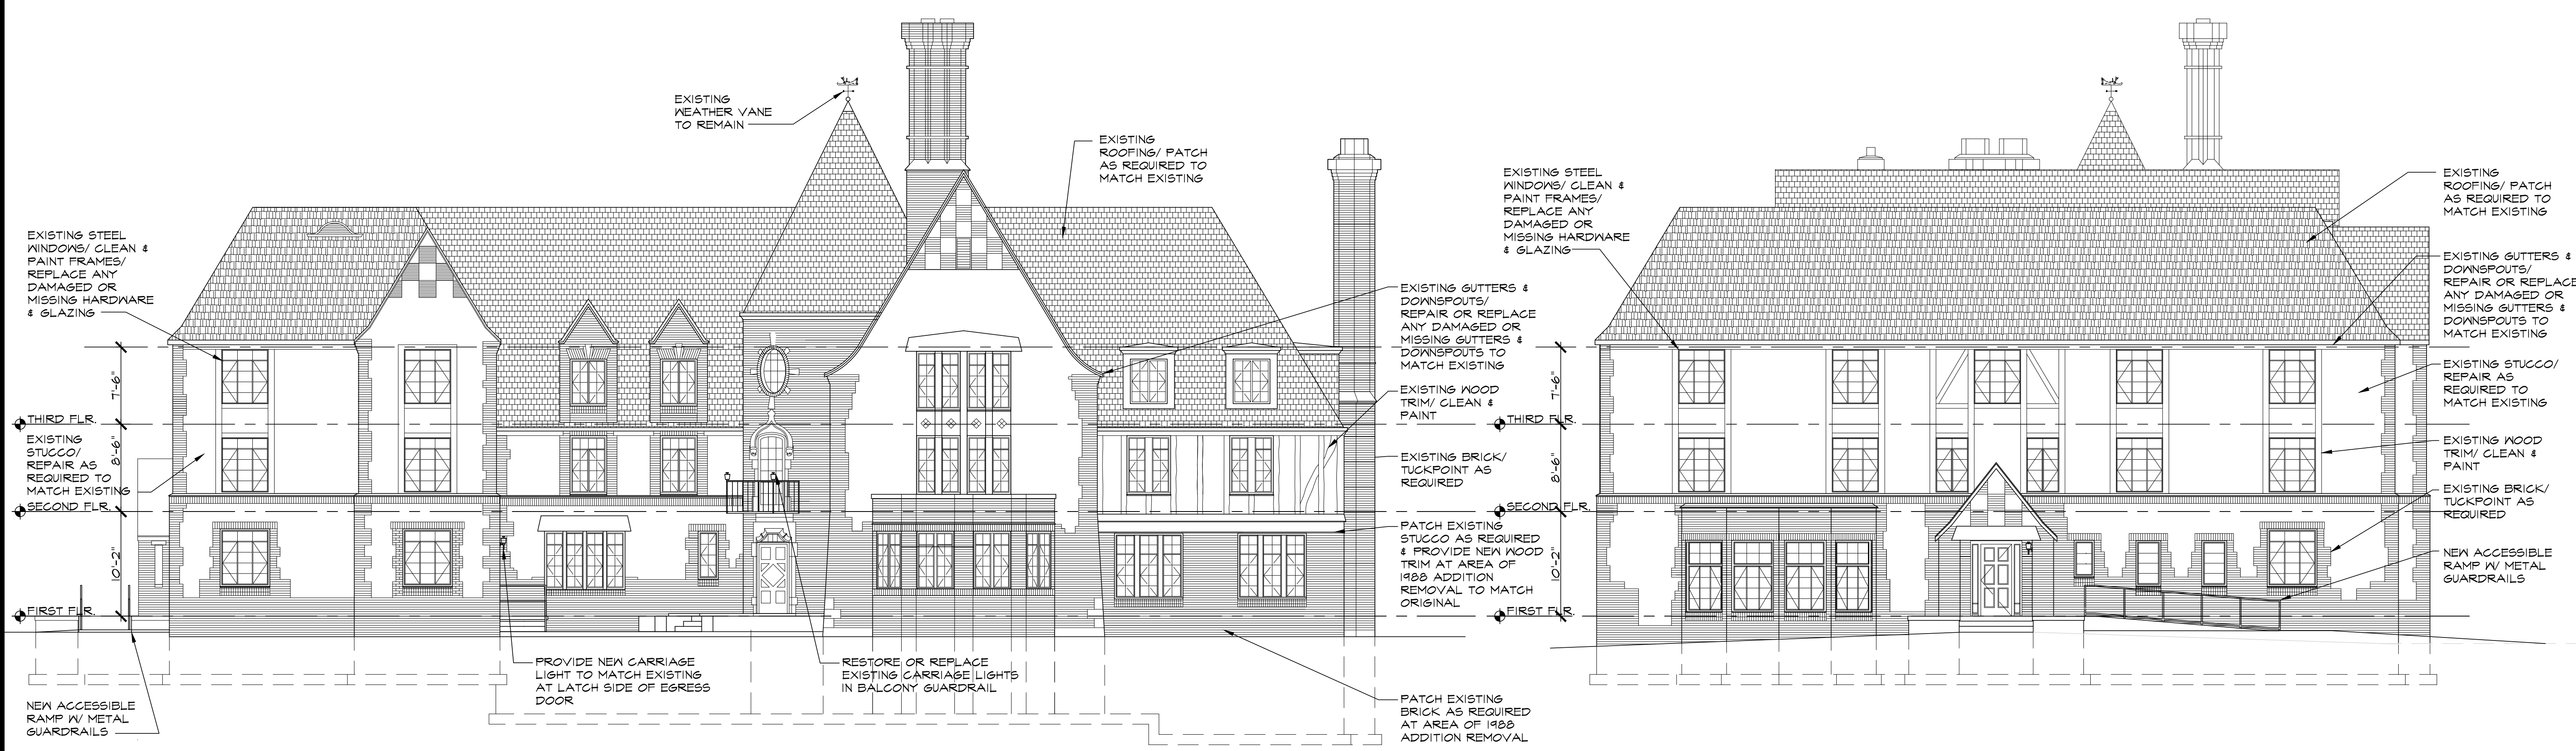 EXISTING
WEATHER VANE
TO REMAIN
EXISTING
ROOFING/ PATCH
AS REQUIRED TO
MATCH EXISTING
EXISTING STEEL
WINDOWS/ CLEAN &
PAINT FRAMES/
REPLACE ANY
DAMAGED OR
MISSING HARDWARE
& GLAZING
7'-6"
THIRD FLR.
EXISTING
STUCCO/
REPAIR AS
REQUIRED TO
MATCH EXISTING
8'-6"
SECOND FLR.
10'-2"
FIRST FLR.
NEW ACCESSIBLE
RAMP W/ METAL
GUARDRAILS
PROVIDE NEW CARRIAGE
LIGHT TO MATCH EXISTING
AT LATCH SIDE OF EGRESS
DOOR
RESTORE OR REPLACE
EXISTING CARRIAGE LIGHTS
IN BALCONY GUARDRAIL
EXISTING GUTTERS &
DOWNSPOUTS/
REPAIR OR REPLACE
ANY DAMAGED OR
MISSING GUTTERS &
DOWNSPOUTS TO
MATCH EXISTING
EXISTING WOOD
TRIM/ CLEAN &
PAINT
EXISTING BRICK/
TUCKPOINT AS
REQUIRED
PATCH EXISTING
STUCCO AS REQUIRED
& PROVIDE NEW WOOD
TRIM AT AREA OF
1988 ADDITION
REMOVAL TO MATCH
ORIGINAL
PATCH EXISTING
BRICK AS REQUIRED
AT AREA OF 1988
ADDITION REMOVAL
EXISTING STEEL
WINDOWS/ CLEAN &
PAINT FRAMES/
REPLACE ANY
DAMAGED OR
MISSING HARDWARE
& GLAZING
7'-6"
THIRD FLR.
8'-6"
SECOND FLR.
10'-2"
FIRST FLR.
EXISTING
ROOFING/ PATCH
AS REQUIRED TO
MATCH EXISTING
EXISTING GUTTERS &
DOWNSPOUTS/
REPAIR OR REPLACE
ANY DAMAGED OR
MISSING GUTTERS &
DOWNSPOUTS TO
MATCH EXISTING
EXISTING STUCCO/
REPAIR AS
REQUIRED TO
MATCH EXISTING
EXISTING WOOD
TRIM/ CLEAN &
PAINT
EXISTING BRICK/
TUCKPOINT AS
REQUIRED
NEW ACCESSIBLE
RAMP W/ METAL
GUARDRAILS